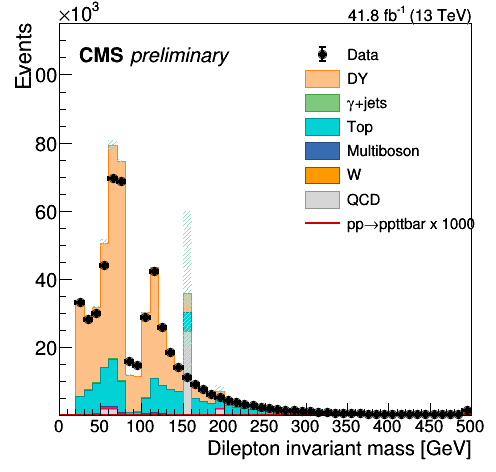 ×10³
41.8 fb⁻¹ (13 TeV)
Events
CMS preliminary
Data
DY
γ+jets
Top
Multiboson
W
QCD
pp→ppttbar x 1000
00
80
60
40
20
0 50 100 150 200 250 300 350 400 450 500
Dilepton invariant mass [GeV]